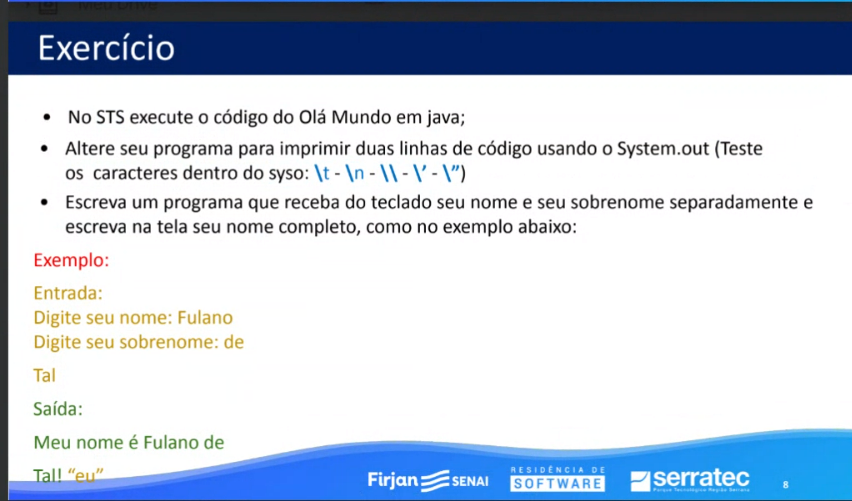 Meu Drive
Exercício
• No STS execute o código do Olá Mundo em java;
• Altere seu programa para imprimir duas linhas de código usando o System.out (Teste
os caracteres dentro do syso: \t - \n - \\ - \’ - \”)
• Escreva um programa que receba do teclado seu nome e seu sobrenome separadamente e
escreva na tela seu nome completo, como no exemplo abaixo:
Exemplo:
Entrada:
Digite seu nome: Fulano
Digite seu sobrenome: de
Tal
Saída:
Meu nome é Fulano de
Tal! “eu”
Firjan SENAI
RESIDÊNCIA DE
SOFTWARE
serratec
Parque Tecnológico Região Serrana
8